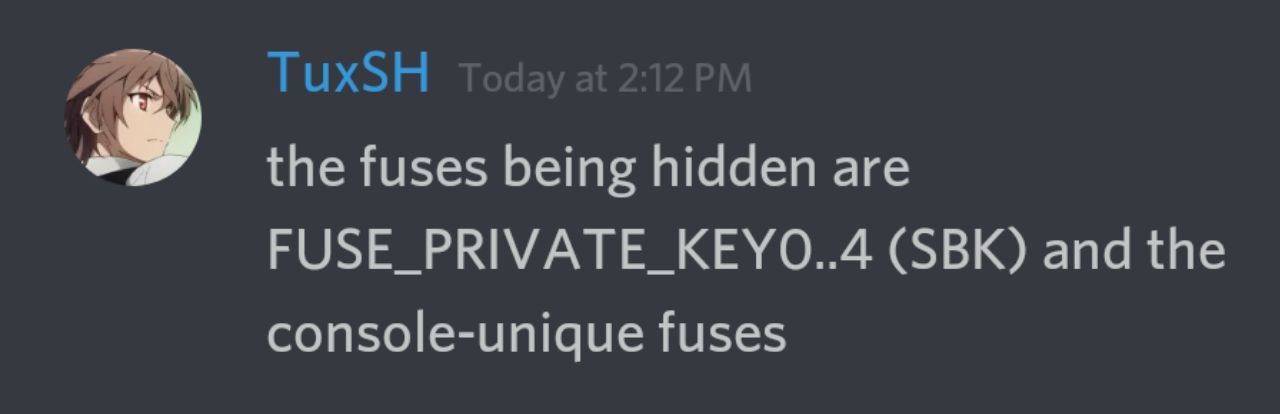 TuxSH Today at 2:12 PM
the fuses being hidden are
FUSE_PRIVATE_KEY0..4 (SBK) and the
console-unique fuses